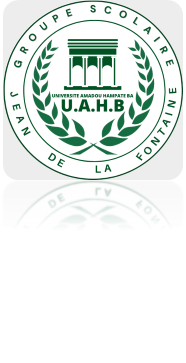 GROUPE SCOLAIRE
UNIVERSITE AMADOU HAMPATE BA
U.A.H.B
JEAN DE LA FONTAINE